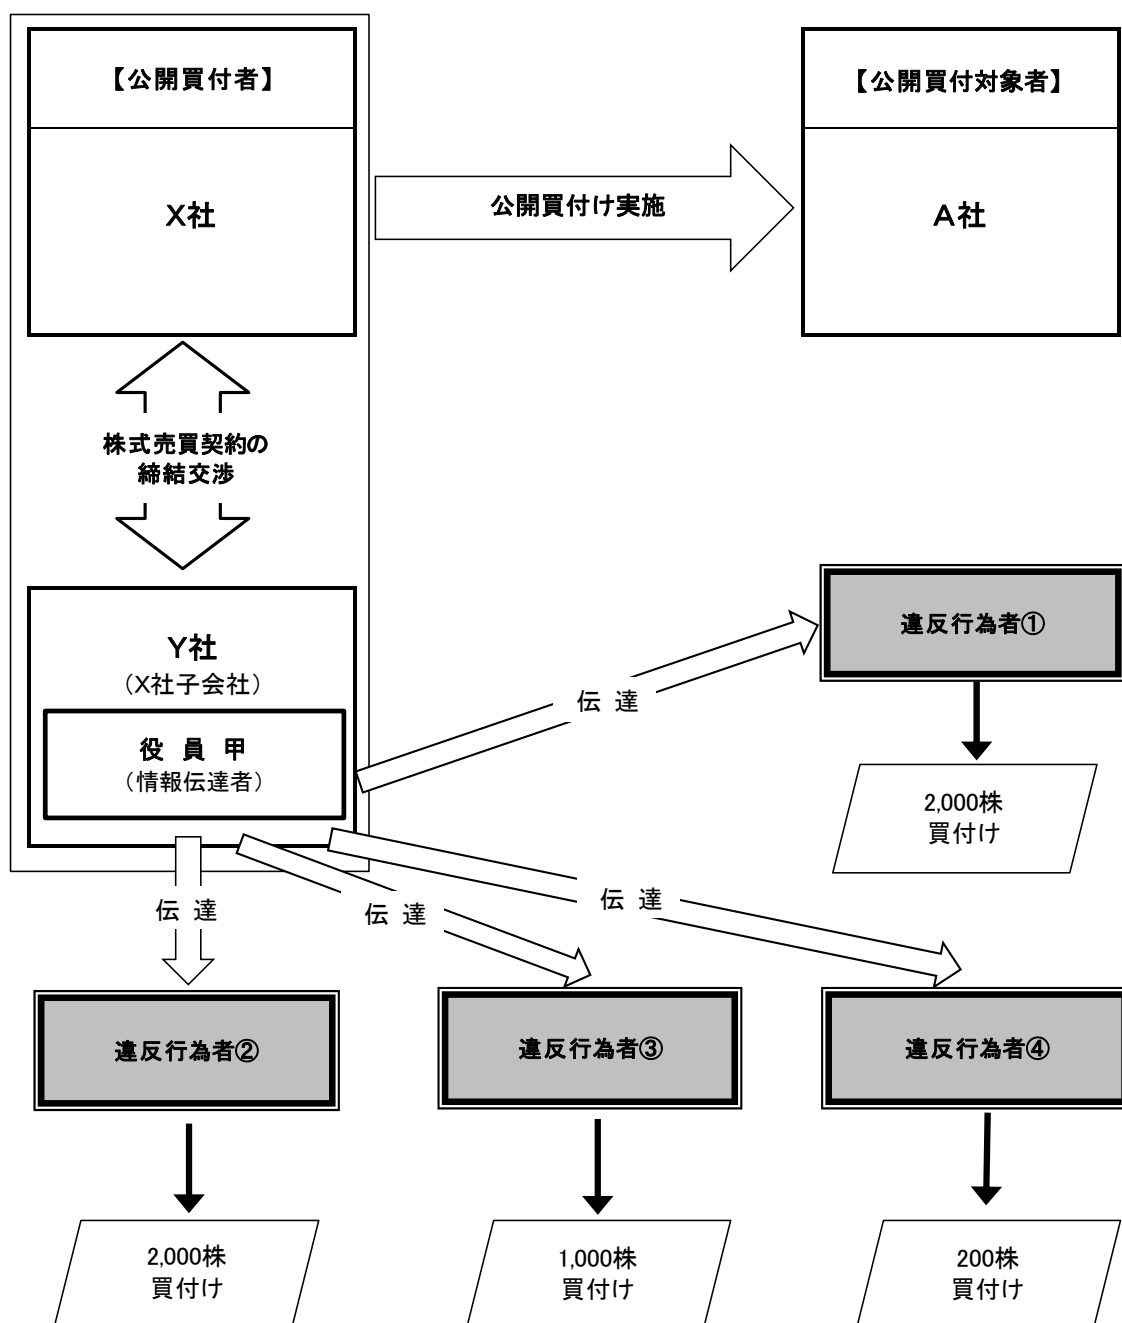 【公開買付者】
X社
【公開買付対象者】
A社
公開買付け実施
株式売買契約の
締結交渉
Y社
（X社子会社）
役 員 甲
（情報伝達者）
伝 達
違反行為者①
2,000株
買付け
伝 達
伝 達
伝 達
違反行為者②
違反行為者③
違反行為者④
2,000株
買付け
1,000株
買付け
200株
買付け